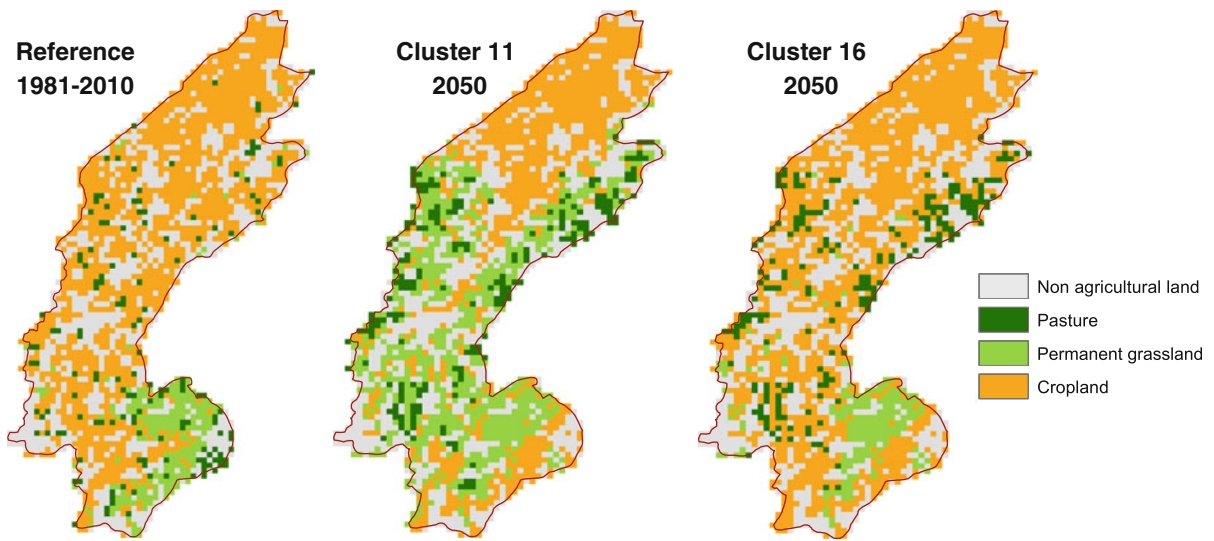 Reference
1981-2010
Cluster 11
2050
Cluster 16
2050
Non agricultural land
Pasture
Permanent grassland
Cropland